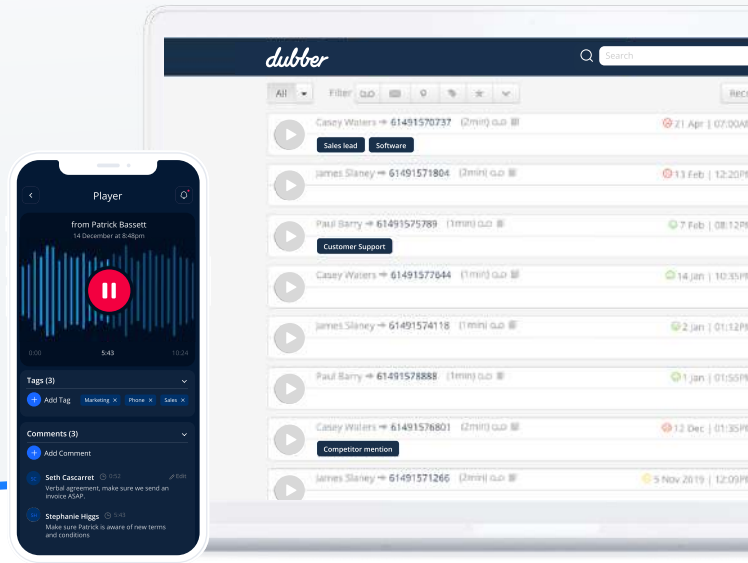 dubber
Search
All Filter
Casey Waters → 61491570737 (2min)
21 Apr | 07:00AM
Sales lead Software
James Slaney → 61491571804 (2min)
13 Feb | 12:20PM
Paul Barry → 61491575789 (1min)
7 Feb | 08:12PM
Customer Support
Casey Waters → 61491577644 (1min)
14 Jan | 10:35PM
James Slaney → 61491574118 (1min)
2 Jan | 01:12PM
Paul Barry → 61491578888 (1min)
1 Jan | 01:55PM
Casey Waters → 61491576801 (2min)
12 Dec | 01:35PM
Competitor mention
James Slaney → 61491571266 (2min)
5 Nov 2019 | 12:09PM
Player
from Patrick Bassett
14 December at 8:48pm
0:00 5:43 10:24
Tags (3)
+ Add Tag Marketing × Phone × Sales ×
Comments (3)
+ Add Comment
Seth Cascarret 0:52 Edit
Verbal agreement, make sure we send an
invoice ASAP.
SH Stephanie Higgs 5:43
Make sure Patrick is aware of new terms
and conditions